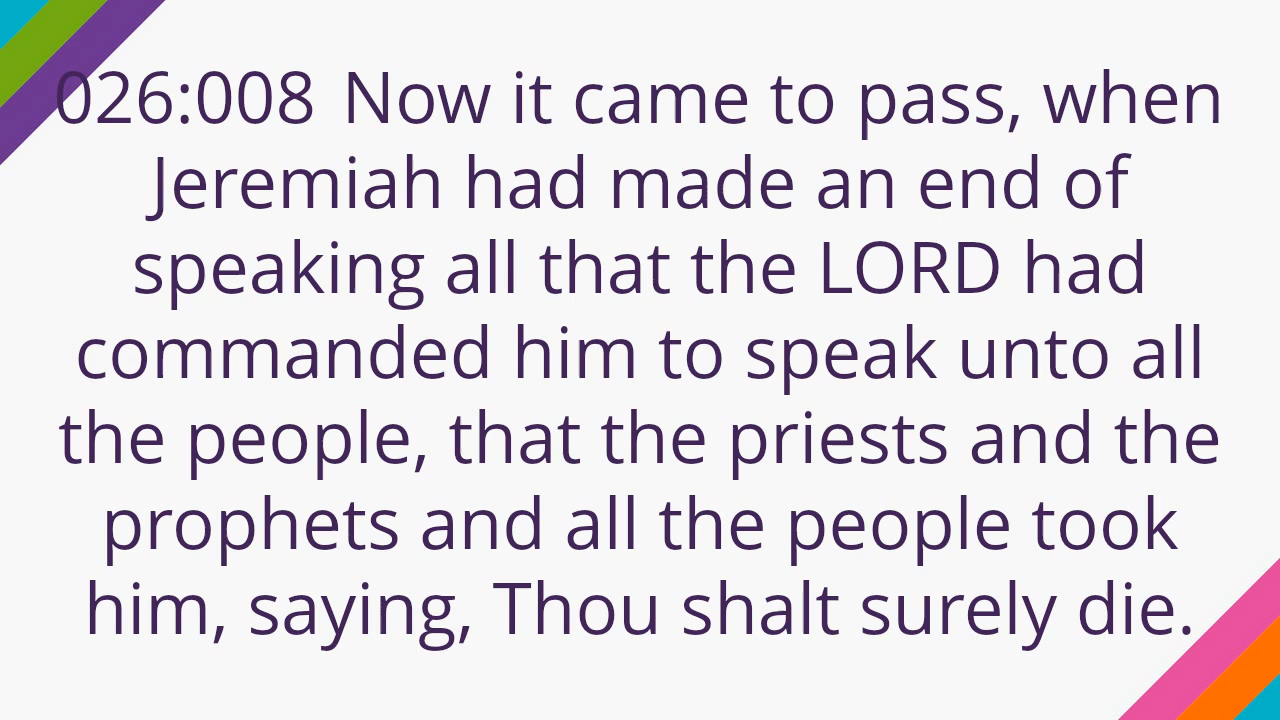 026:008 Now it came to pass, when
Jeremiah had made an end of
speaking all that the LORD had
commanded him to speak unto all
the people, that the priests and the
prophets and all the people took
him, saying, Thou shalt surely die.